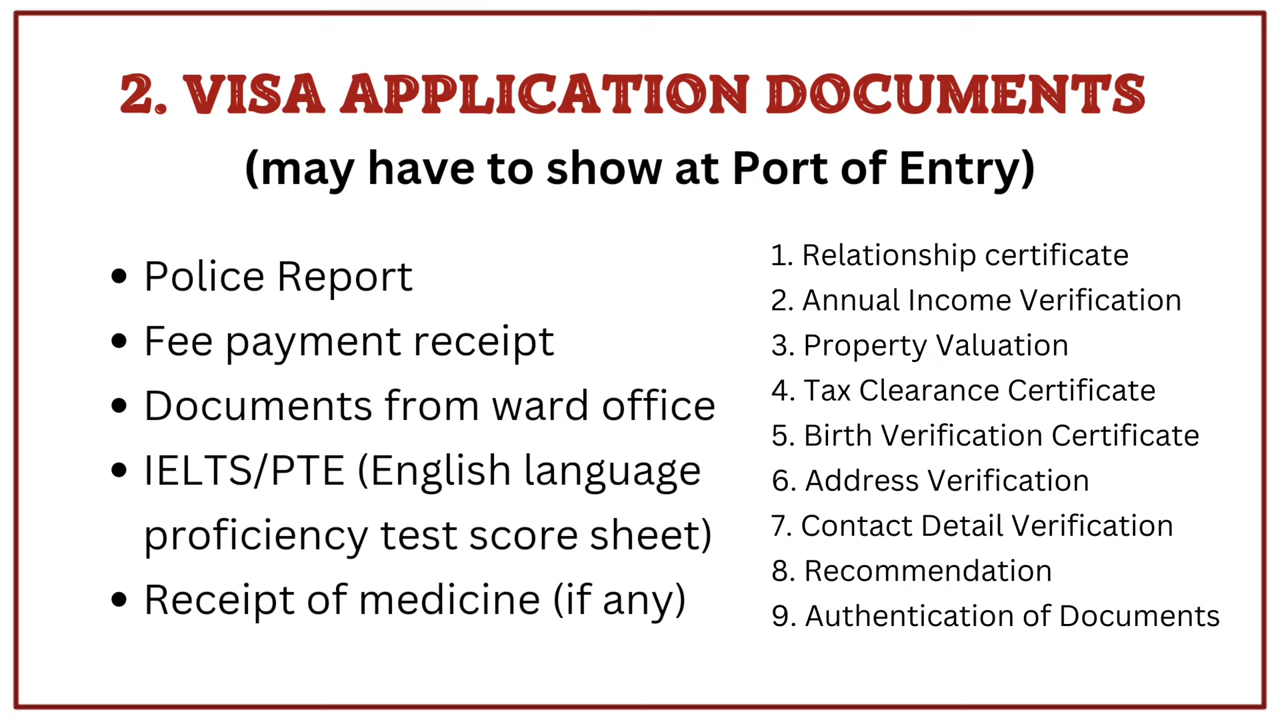 2. VISA APPLICATION DOCUMENTS
(may have to show at Port of Entry)
• Police Report
• Fee payment receipt
• Documents from ward office
• IELTS/PTE (English language
proficiency test score sheet)
• Receipt of medicine (if any)
1. Relationship certificate
2. Annual Income Verification
3. Property Valuation
4. Tax Clearance Certificate
5. Birth Verification Certificate
6. Address Verification
7. Contact Detail Verification
8. Recommendation
9. Authentication of Documents